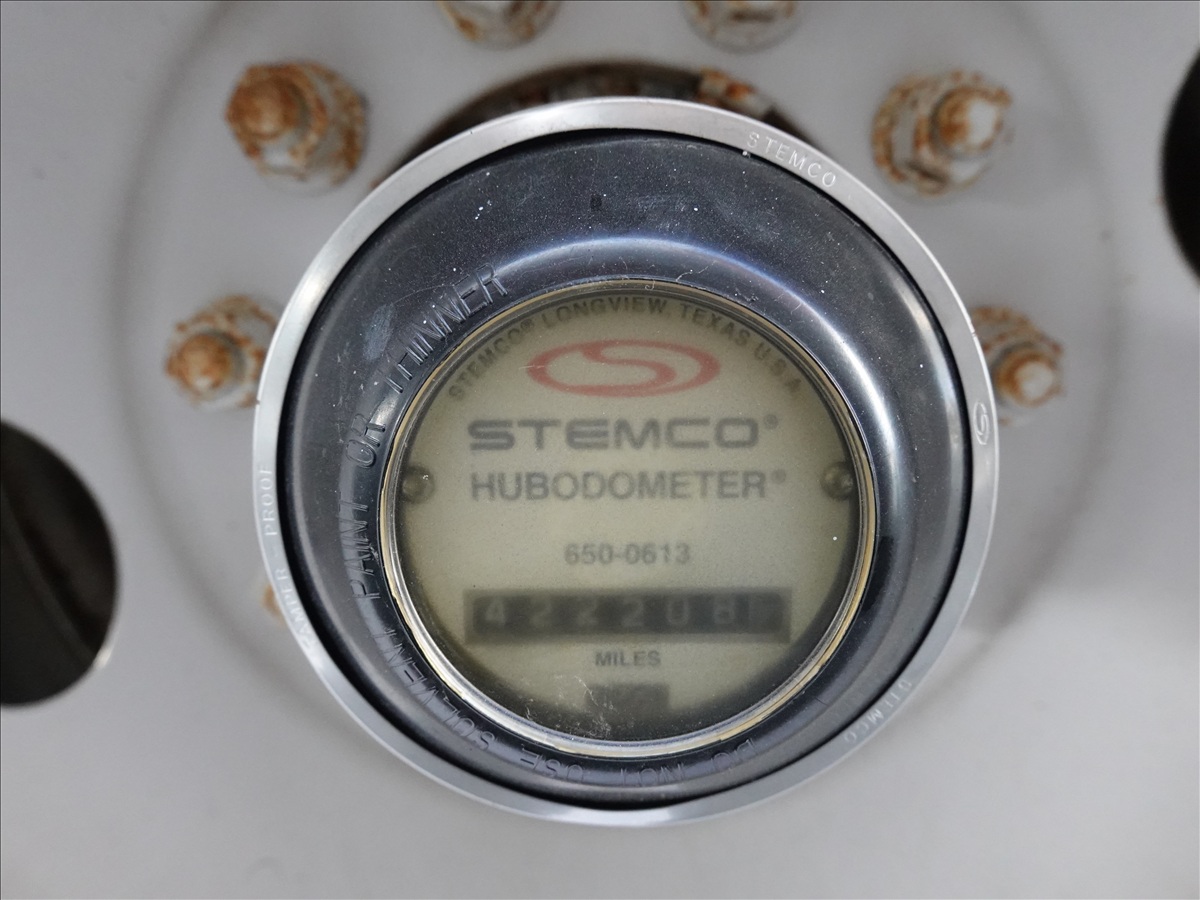 STEMCO
TAMPER-PROOF
STEMCO
DO NOT USE SOLVENT PAINT OR THINNER
STEMCO® LONGVIEW, TEXAS U.S.A.
STEMCO®
HUBODOMETER®
650-0613
422208
MILES